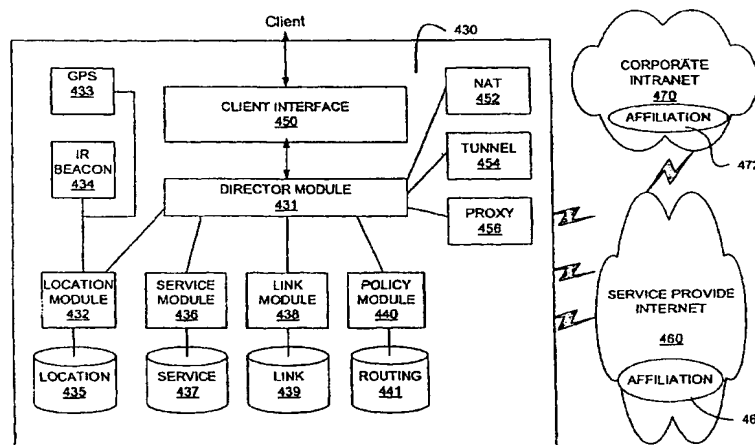 Client
430
GPS
433
CLIENT INTERFACE
450
NAT
452
CORPORATE
INTRANET
470
AFFILIATION
472
IR
BEACON
434
TUNNEL
454
DIRECTOR MODULE
431
PROXY
456
LOCATION
MODULE
432
SERVICE
MODULE
436
LINK
MODULE
438
POLICY
MODULE
440
SERVICE PROVIDE
INTERNET
460
LOCATION
435
SERVICE
437
LINK
439
ROUTING
441
AFFILIATION
46